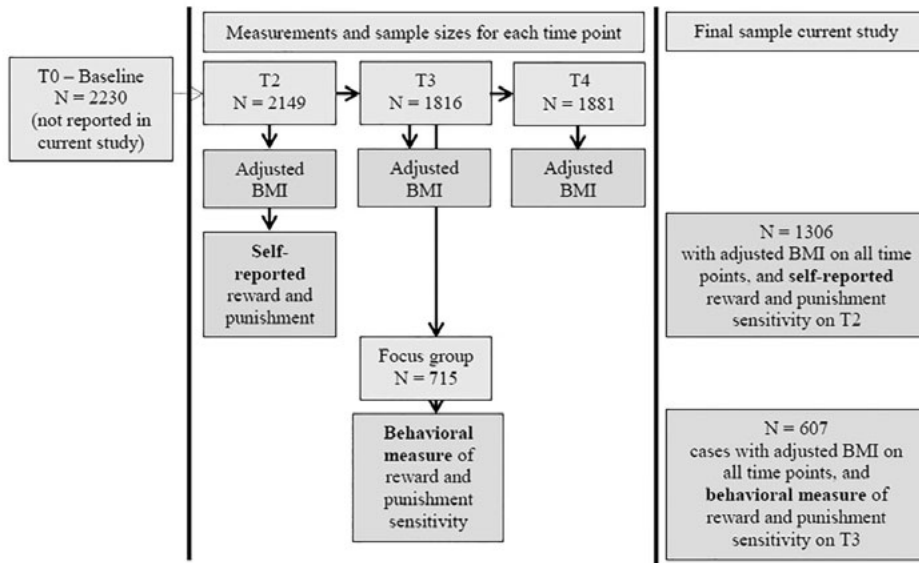 Measurements and sample sizes for each time point
Final sample current study
T0 – Baseline
N = 2230
(not reported in
current study)
T2
N = 2149
T3
N = 1816
T4
N = 1881
Adjusted
BMI
Adjusted
BMI
Adjusted
BMI
Self-
reported
reward and
punishment
N = 1306
with adjusted BMI on all time
points, and self-reported
reward and punishment
sensitivity on T2
Focus group
N = 715
Behavioral
measure of
reward and
punishment
sensitivity
N = 607
cases with adjusted BMI on
all time points, and
behavioral measure of
reward and punishment
sensitivity on T3